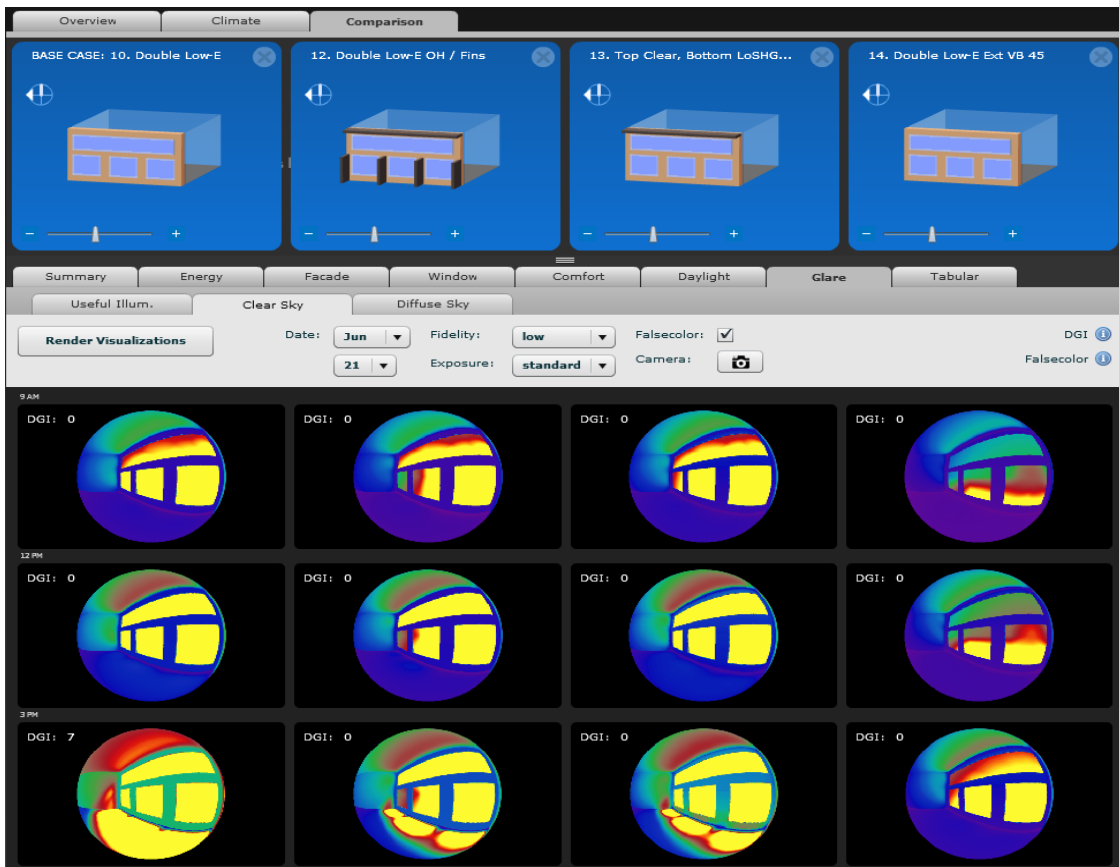 Overview Climate Comparison
BASE CASE: 10. Double Low-E 12. Double Low-E OH / Fins 13. Top Clear, Bottom LoSHG... 14. Double Low-E Ext VB 45
- + - + - + - +
Summary Energy Facade Window Comfort Daylight Glare Tabular
Useful Illum. Clear Sky Diffuse Sky
Render Visualizations Date: Jun Fidelity: low Falsecolor: DGI
21 Exposure: standard Camera: Falsecolor
9 AM
DGI: 0 DGI: 0 DGI: 0 DGI: 0
12 PM
DGI: 0 DGI: 0 DGI: 0 DGI: 0
3 PM
DGI: 7 DGI: 0 DGI: 0 DGI: 0